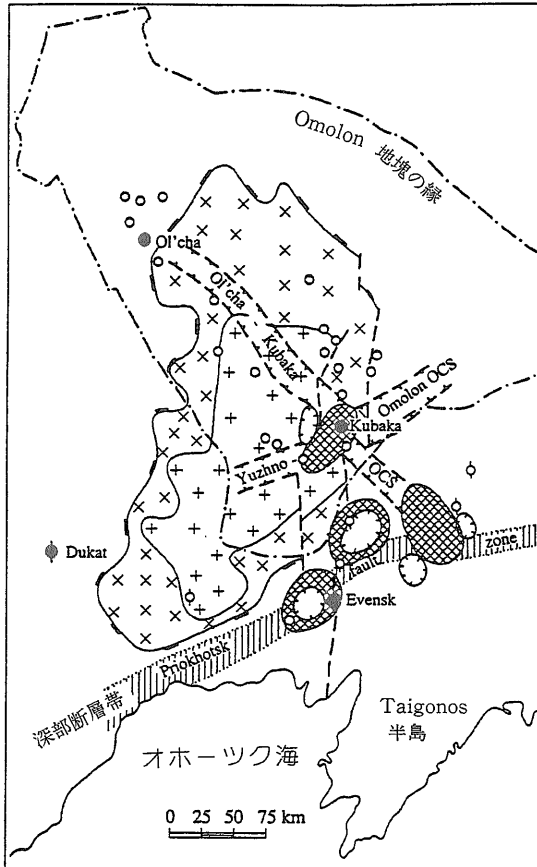 Omolon 地塊の縁
Ol'cha
Ol'cha
Kubaka
Omolon OCS
Kubaka
Yuzhno
OCS
Dukat
zone
fault
Evensk
Priokhotsk
深部断層帯
Taigonos
半島
オホーツク海
0 25 50 75 km